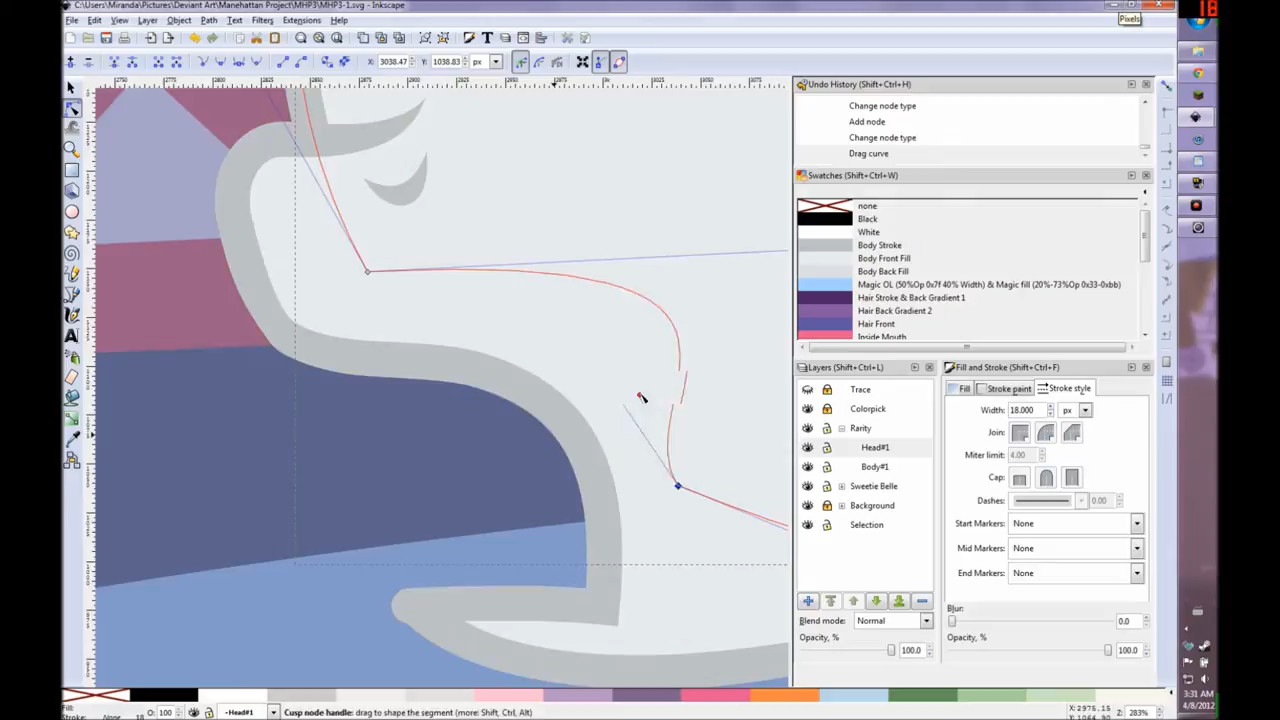 C:\Users\Miranda\Pictures\Deviant Art\Manehattan Project\MHP3\MHP3-1.svg - Inkscape
18
Pixels
File Edit View Layer Object Path Text Filters Extensions Help
X: 3038.47 Y: 1038.83 px
Undo History (Shift+Ctrl+H)
Change node type
Add node
Change node type
Drag curve
Swatches (Shift+Ctrl+W)
none
Black
White
Body Stroke
Body Front Fill
Body Back Fill
Magic OL (50%Op 0x7f 40% Width) & Magic fill (20%-73%Op 0x33-0xbb)
Hair Stroke & Back Gradient 1
Hair Back Gradient 2
Hair Front
Inside Mouth
Layers (Shift+Ctrl+L)
Trace
Colorpick
Rarity
Head#1
Body#1
Sweetie Belle
Background
Selection
Blend mode: Normal
Opacity, % 100.0
Fill and Stroke (Shift+Ctrl+F)
Fill Stroke paint Stroke style
Width: 18.000 px
Join:
Miter limit: 4.00
Cap:
Dashes: 0.00
Start Markers: None
Mid Markers: None
End Markers: None
Blur:
0.0
Opacity, %
100.0
3:31 AM
4/8/2012
Fill:
Stroke: None 18
O: 100
Head#1
Cusp node handle: drag to shape the segment (more: Shift, Ctrl, Alt)
X: 2976.15
Z: 283%